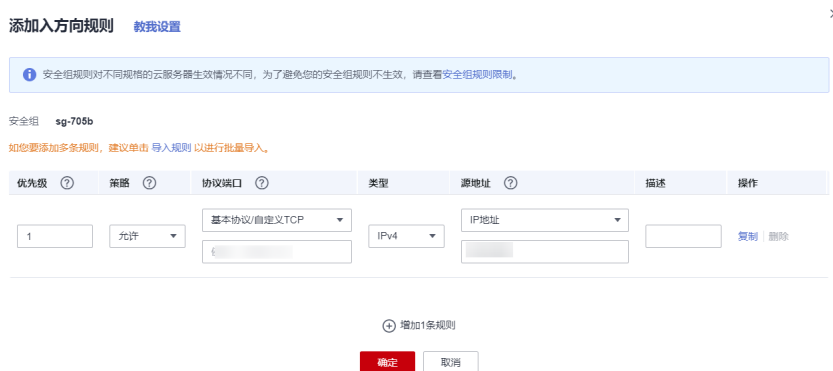 添加入方向规则 教我设置
安全组规则对不同规格的云服务器生效情况不同，为了避免您的安全组规则不生效，请查看安全组规则限制。
安全组 sg-705b
如您要添加多条规则，建议单击 导入规则 以进行批量导入。
优先级 策略 协议端口 类型 源地址 描述 操作
1 允许 基本协议/自定义TCP IPv4 IP地址 复制 删除
增加1条规则
确定 取消